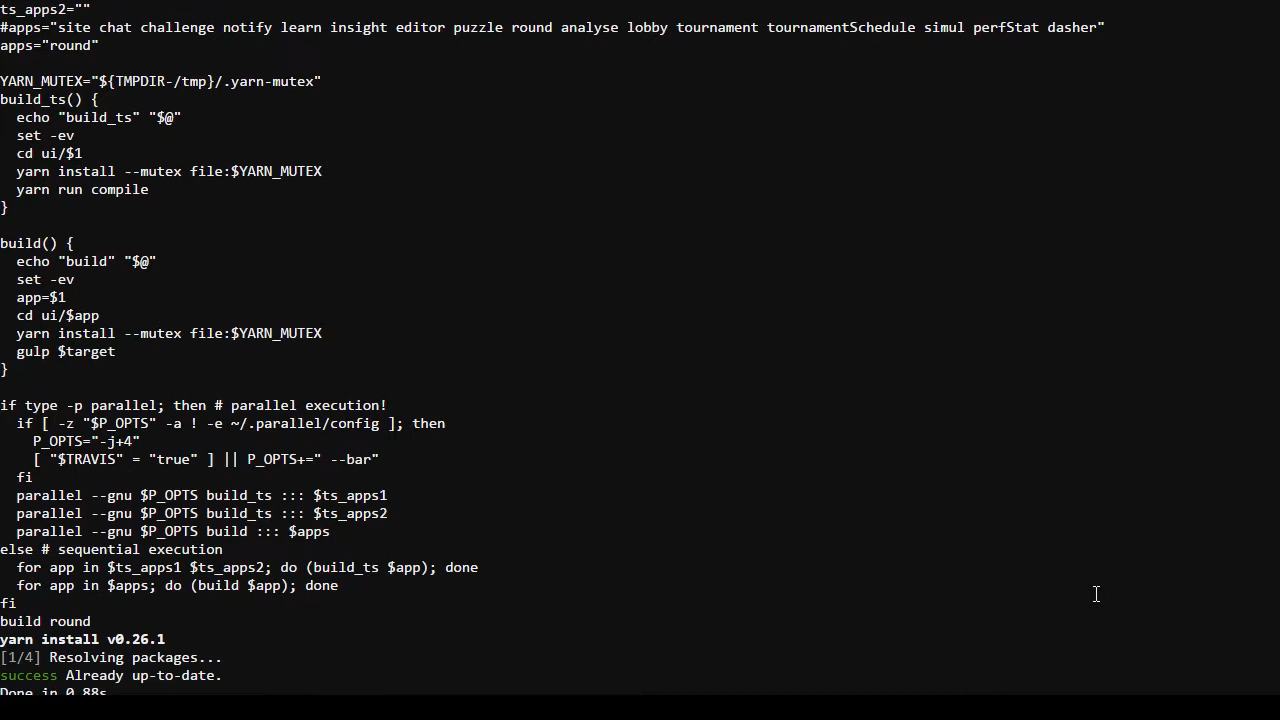 ts_apps2=""
#apps="site chat challenge notify learn insight editor puzzle round analyse lobby tournament tournamentSchedule simul perfStat dasher"
apps="round"

YARN_MUTEX="${TMPDIR-/tmp}/.yarn-mutex"
build_ts() {
  echo "build_ts" "$@"
  set -ev
  cd ui/$1
  yarn install --mutex file:$YARN_MUTEX
  yarn run compile
}

build() {
  echo "build" "$@"
  set -ev
  app=$1
  cd ui/$app
  yarn install --mutex file:$YARN_MUTEX
  gulp $target
}

if type -p parallel; then # parallel execution!
  if [ -z "$P_OPTS" -a ! -e ~/.parallel/config ]; then
    P_OPTS="-j+4"
    [ "$TRAVIS" = "true" ] || P_OPTS+=" --bar"
  fi
  parallel --gnu $P_OPTS build_ts ::: $ts_apps1
  parallel --gnu $P_OPTS build_ts ::: $ts_apps2
  parallel --gnu $P_OPTS build ::: $apps
else # sequential execution
  for app in $ts_apps1 $ts_apps2; do (build_ts $app); done
  for app in $apps; do (build $app); done
fi
build round
yarn install v0.26.1
[1/4] Resolving packages...
success Already up-to-date.
Done in 0.88s.